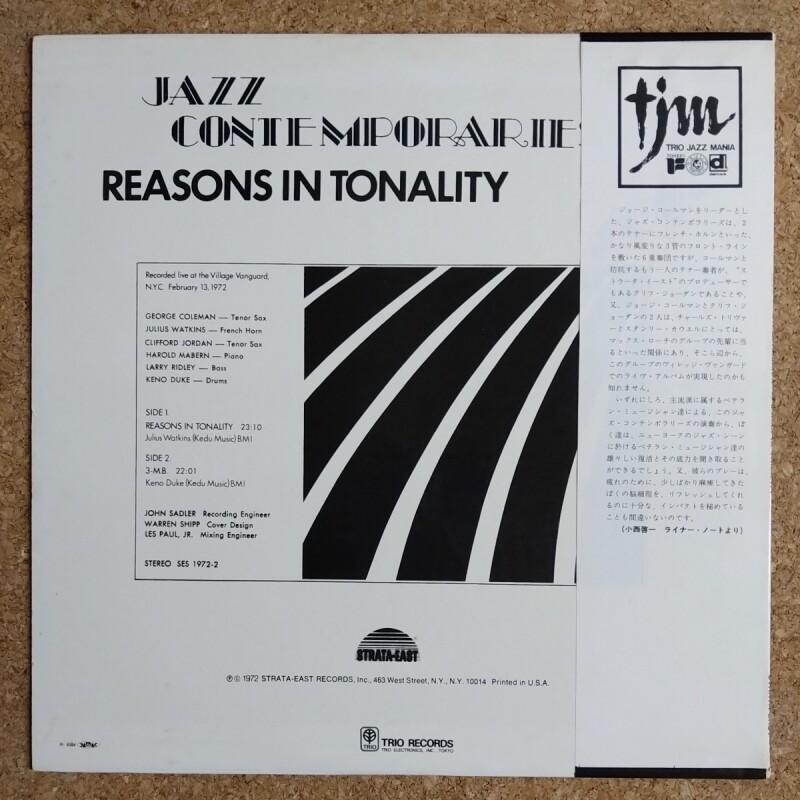 JAZZ
CONTEMPORARIES
REASONS IN TONALITY
Recorded live at the Village Vanguard,
N.Y.C. February 13, 1972
GEORGE COLEMAN — Tenor Sax
JULIUS WATKINS — French Horn
CLIFFORD JORDAN — Tenor Sax
HAROLD MABERN — Piano
LARRY RIDLEY — Bass
KENO DUKE — Drums
SIDE 1.
REASONS IN TONALITY 23:10
Julius Watkins (Kedu Music) BMI
SIDE 2.
3-M.B. 22:01
Keno Duke (Kedu Music) BMI
JOHN SADLER Recording Engineer
WARREN SHIPP Cover Design
LES PAUL, JR. Mixing Engineer
STEREO SES 1972-2
STRATA-EAST
Ⓟ© 1972 STRATA-EAST RECORDS, Inc., 463 West Street, N.Y., N.Y. 10014 Printed in U.S.A.
TRIO
TRIO RECORDS
TRIO ELECTRONICS, INC. TOKYO
tjm
TRIO JAZZ MANIA
ジョージ・コールマンをリーダーとし
た、ジャズ・コンテンポラリーズは、2
本のテナーにフレンチ・ホルンといった、
かなり風変りな3管のフロント・ライン
を敷いた6重奏団ですが、コールマンと
拮抗するもう一人のテナー奏者が、“ス
トラータ・イースト”のプロデューサーで
もあるクリフ・ジョーダンであることや、
又、ジョージ・コールマンとクリフ・ジ
ョーダンの2人は、チャールズ・トリヴァ
ーとスタンリー・カウエルにとっては、
マックス・ローチのグループの先輩に当
るといった関係にあり、そこら辺から、
このグループのヴィレッジ・ヴァンガード
でのライヴ・アルバムが実現したのかも
知れません。
いずれにしろ、主流派に属するベテラ
ン・ミュージシャン達による、このジャ
ズ・コンテンポラリーズの演奏から、ぼ
く達は、ニューヨークのジャズ・シーン
に於けるベテラン・ミュージシャン達の
雄々しい復活とその底力を聞き取ること
ができるでしょう。又、彼らのプレーは、
疲れのために、少しばかり麻痺してきた
ぼくの脳細胞を、リフレッシュしてくれ
るのに十分な、インパクトを秘めている
ことも間違いないのです。
(小西啓一 ライナー・ノートより)